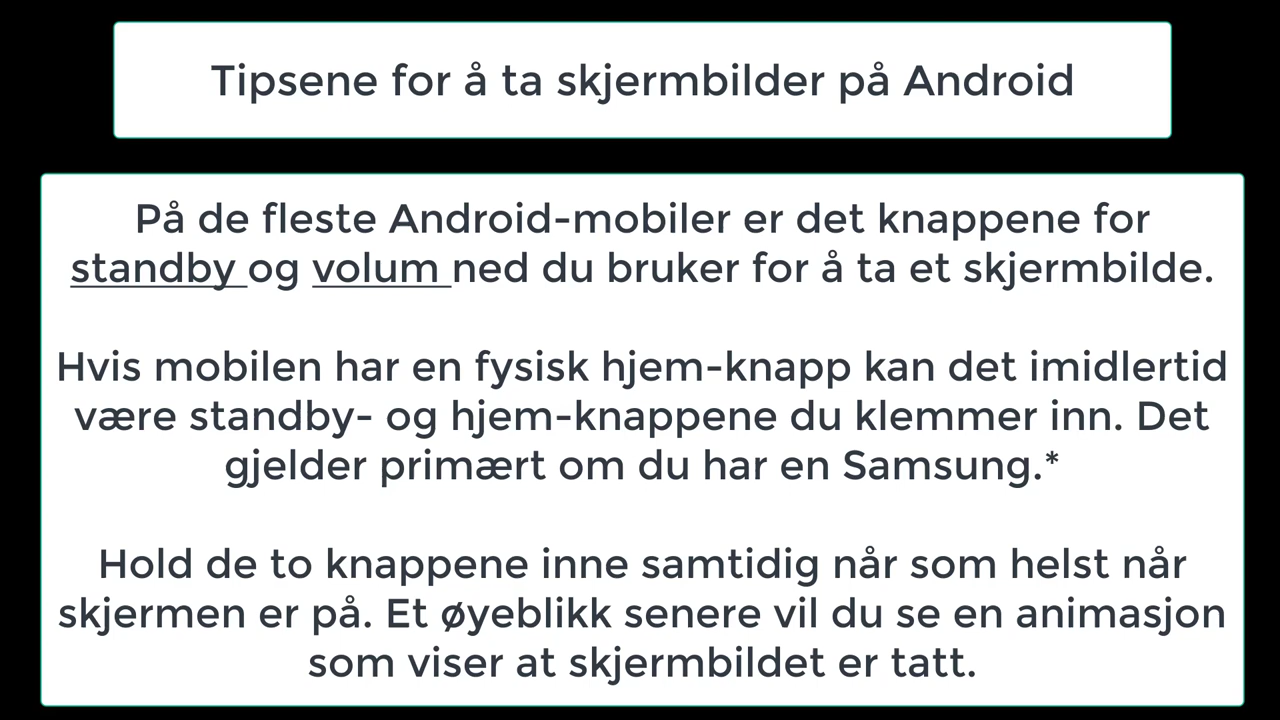 Tipsene for å ta skjermbilder på Android
På de fleste Android-mobiler er det knappene for
standby og volum ned du bruker for å ta et skjermbilde.
Hvis mobilen har en fysisk hjem-knapp kan det imidlertid
være standby- og hjem-knappene du klemmer inn. Det
gjelder primært om du har en Samsung.*
Hold de to knappene inne samtidig når som helst når
skjermen er på. Et øyeblikk senere vil du se en animasjon
som viser at skjermbildet er tatt.